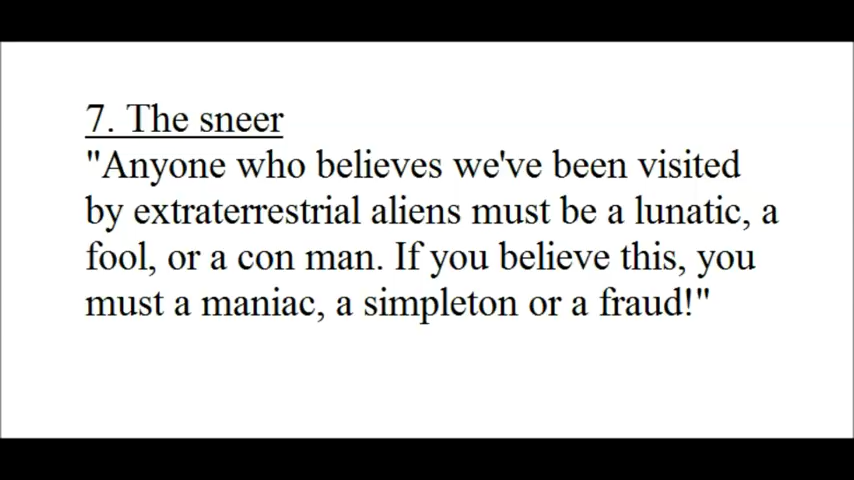 7. The sneer
"Anyone who believes we've been visited
by extraterrestrial aliens must be a lunatic, a
fool, or a con man. If you believe this, you
must a maniac, a simpleton or a fraud!"